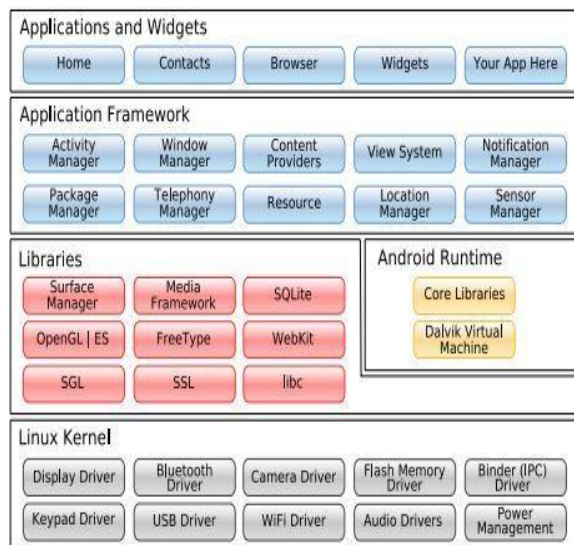 Applications and Widgets
Home
Contacts
Browser
Widgets
Your App Here
Application Framework
Activity
Manager
Window
Manager
Content
Providers
View System
Notification
Manager
Package
Manager
Telephony
Manager
Resource
Location
Manager
Sensor
Manager
Libraries
Surface
Manager
Media
Framework
SQLite
OpenGL | ES
FreeType
WebKit
SGL
SSL
libc
Android Runtime
Core Libraries
Dalvik Virtual
Machine
Linux Kernel
Display Driver
Bluetooth
Driver
Camera Driver
Flash Memory
Driver
Binder (IPC)
Driver
Keypad Driver
USB Driver
WiFi Driver
Audio Drivers
Power
Management